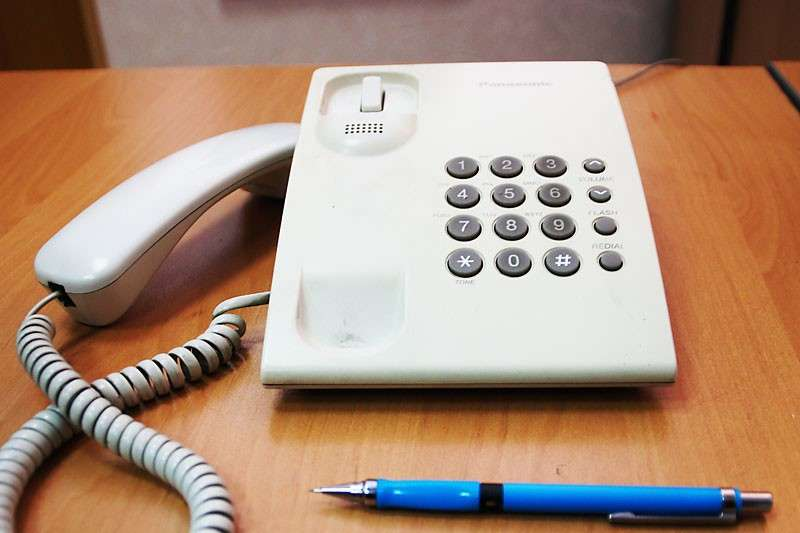 Panasonic
1 2 3
4 5 6
VOLUME
7 8 9
FLASH
* 0 #
REDIAL
TONE